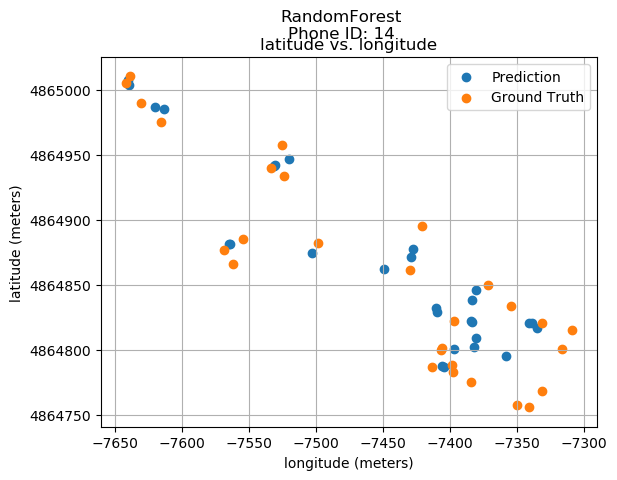 RandomForest
Phone ID: 14
latitude vs. longitude
Prediction
Ground Truth
4865000
4864950
4864900
4864850
4864800
4864750
latitude (meters)
−7650 −7600 −7550 −7500 −7450 −7400 −7350 −7300
longitude (meters)